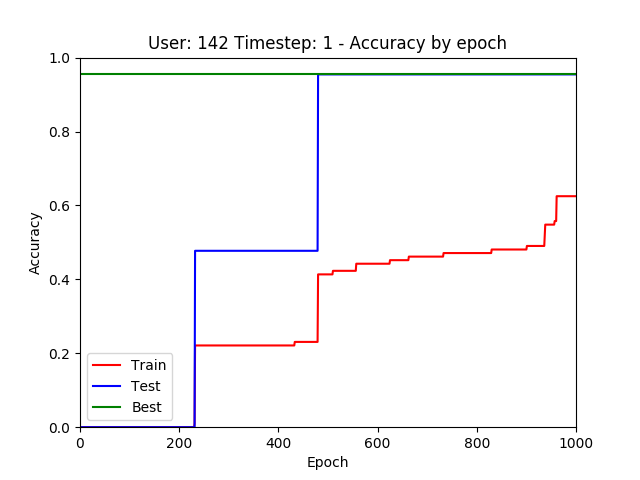 User: 142 Timestep: 1 - Accuracy by epoch
1.0
0.8
0.6
0.4
0.2
0.0
Accuracy
Train
Test
Best
0 200 400 600 800 1000
Epoch